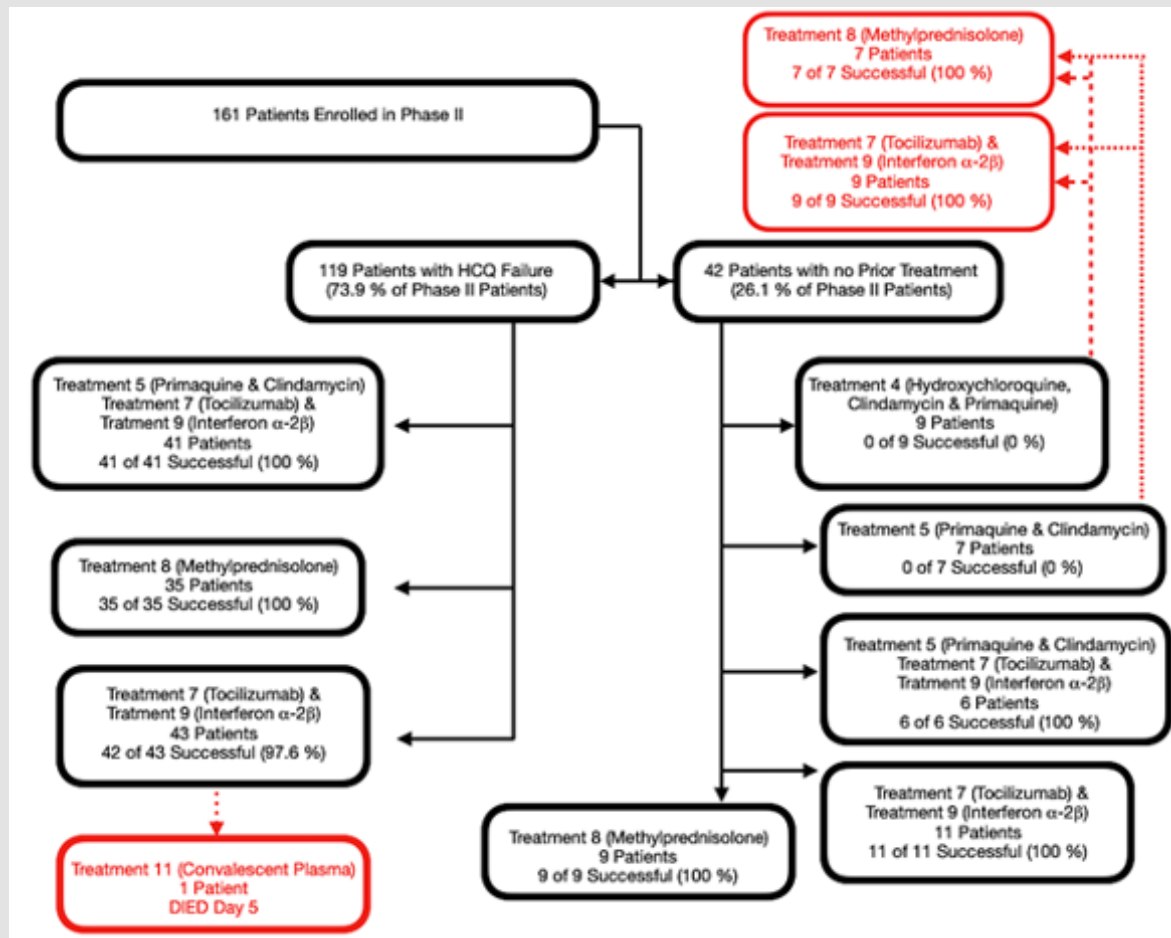 Treatment 8 (Methylprednisolone)
7 Patients
7 of 7 Successful (100 %)
161 Patients Enrolled in Phase II
Treatment 7 (Tocilizumab) &
Treatment 9 (Interferon α-2β)
9 Patients
9 of 9 Successful (100 %)
119 Patients with HCQ Failure
(73.9 % of Phase II Patients)
42 Patients with no Prior Treatment
(26.1 % of Phase II Patients)
Treatment 5 (Primaquine & Clindamycin)
Treatment 7 (Tocilizumab) &
Tratment 9 (Interferon α-2β)
41 Patients
41 of 41 Successful (100 %)
Treatment 4 (Hydroxychloroquine,
Clindamycin & Primaquine)
9 Patients
0 of 9 Successful (0 %)
Treatment 5 (Primaquine & Clindamycin)
7 Patients
0 of 7 Successful (0 %)
Treatment 8 (Methylprednisolone)
35 Patients
35 of 35 Successful (100 %)
Treatment 5 (Primaquine & Clindamycin)
Treatment 7 (Tocilizumab) &
Tratment 9 (Interferon α-2β)
6 Patients
6 of 6 Successful (100 %)
Treatment 7 (Tocilizumab) &
Tratment 9 (Interferon α-2β)
43 Patients
42 of 43 Successful (97.6 %)
Treatment 7 (Tocilizumab) &
Treatment 9 (Interferon α-2β)
11 Patients
11 of 11 Successful (100 %)
Treatment 8 (Methylprednisolone)
9 Patients
9 of 9 Successful (100 %)
Treatment 11 (Convalescent Plasma)
1 Patient
DIED Day 5